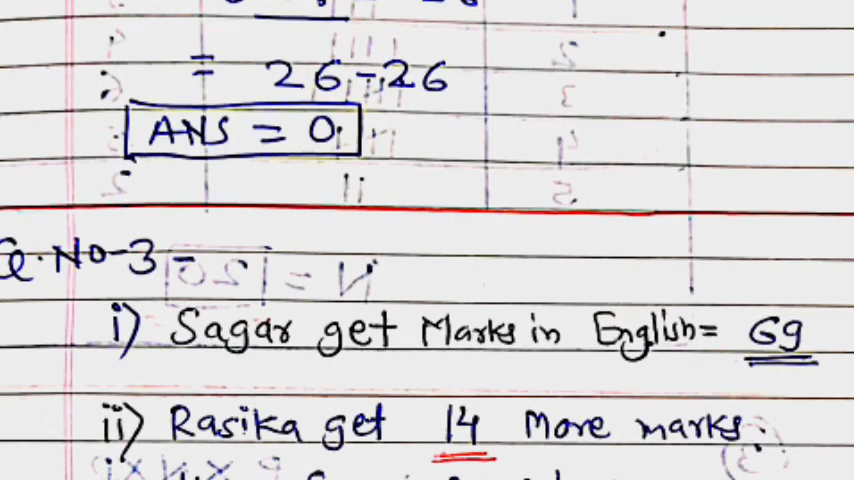 = 26-26
ANS = 0
Q.No-3 -
i) Sagar get Marks in English= 69
ii) Rasika get 14 More marks.